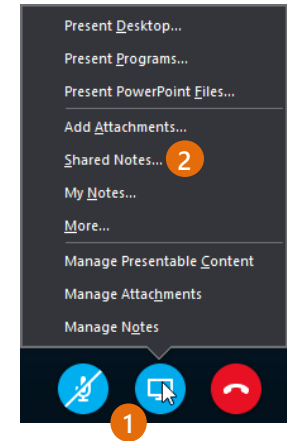 Present Desktop...
Present Programs...
Present PowerPoint Files...
Add Attachments...
Shared Notes... 2
My Notes...
More...
Manage Presentable Content
Manage Attachments
Manage Notes
1